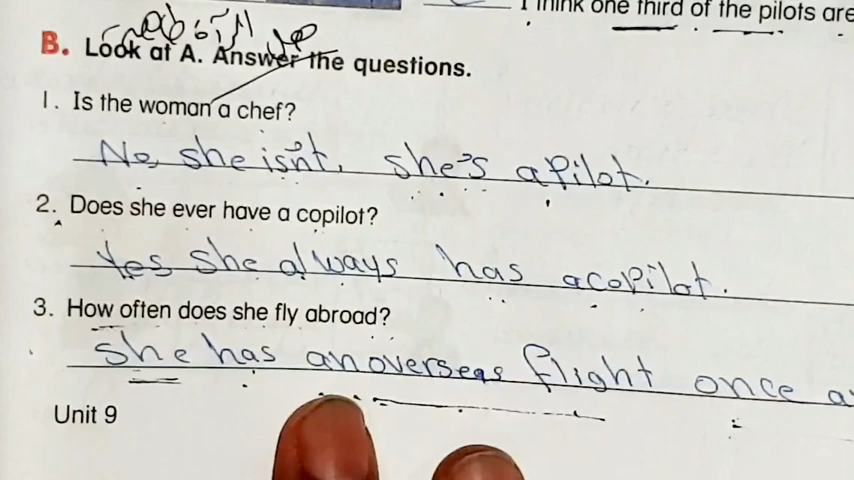 I think one third of the pilots are
B. Look at A. Answer the questions.
1. Is the woman a chef?
No, she isn't. she's a pilot.
2. Does she ever have a copilot?
Yes she always has a copilot.
3. How often does she fly abroad?
she has an overseas flight once a
Unit 9